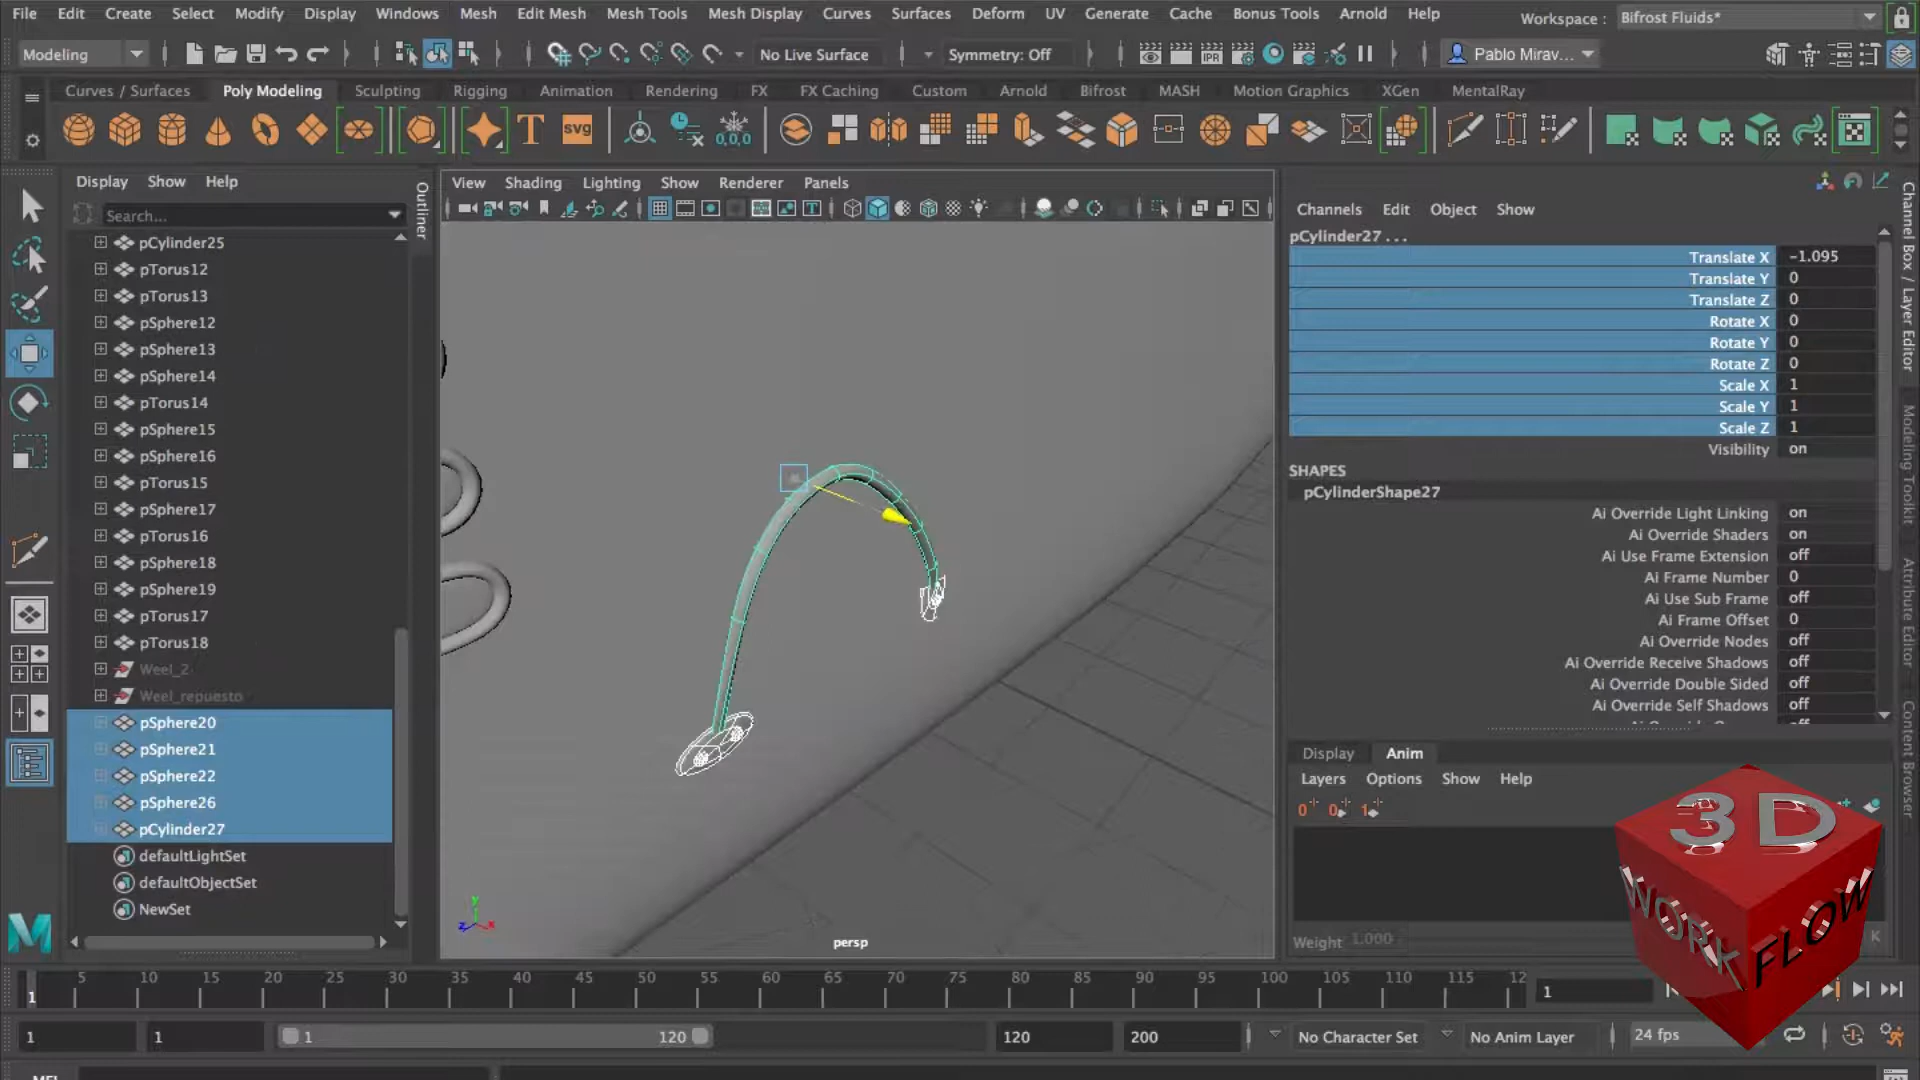 File Edit Create Select Modify Display Windows Mesh Edit Mesh Mesh Tools Mesh Display Curves Surfaces Deform UV Generate Cache Bonus Tools Arnold Help Workspace : Bifrost Fluids*
Modeling No Live Surface Symmetry: Off IPR Pablo Mirav...
Curves / Surfaces Poly Modeling Sculpting Rigging Animation Rendering FX FX Caching Custom Arnold Bifrost MASH Motion Graphics XGen MentalRay
T svg 0,0,0
Display Show Help
Outliner
Search...
pCylinder25
pTorus12
pTorus13
pSphere12
pSphere13
pSphere14
pTorus14
pSphere15
pSphere16
pTorus15
pSphere17
pTorus16
pSphere18
pSphere19
pTorus17
pTorus18
Weel_2
Weel_repuesto
pSphere20
pSphere21
pSphere22
pSphere26
pCylinder27
defaultLightSet
defaultObjectSet
NewSet
View Shading Lighting Show Renderer Panels
y
z x
persp
Channels Edit Object Show
pCylinder27 . . .
Translate X -1.095
Translate Y 0
Translate Z 0
Rotate X 0
Rotate Y 0
Rotate Z 0
Scale X 1
Scale Y 1
Scale Z 1
Visibility on
SHAPES
pCylinderShape27
Ai Override Light Linking on
Ai Override Shaders on
Ai Use Frame Extension off
Ai Frame Number 0
Ai Use Sub Frame off
Ai Frame Offset 0
Ai Override Nodes off
Ai Override Receive Shadows off
Ai Override Double Sided off
Ai Override Self Shadows off
Channel Box / Layer Editor
Modeling Toolkit
Attribute Editor
Content Browser
Display Anim
Layers Options Show Help
Weight 1.000 K
3D
WORK FLOW
5 10 15 20 25 30 35 40 45 50 55 60 65 70 75 80 85 90 95 100 105 110 115 12
1 1
1 1 1 120 120 200 No Character Set No Anim Layer 24 fps
MEL